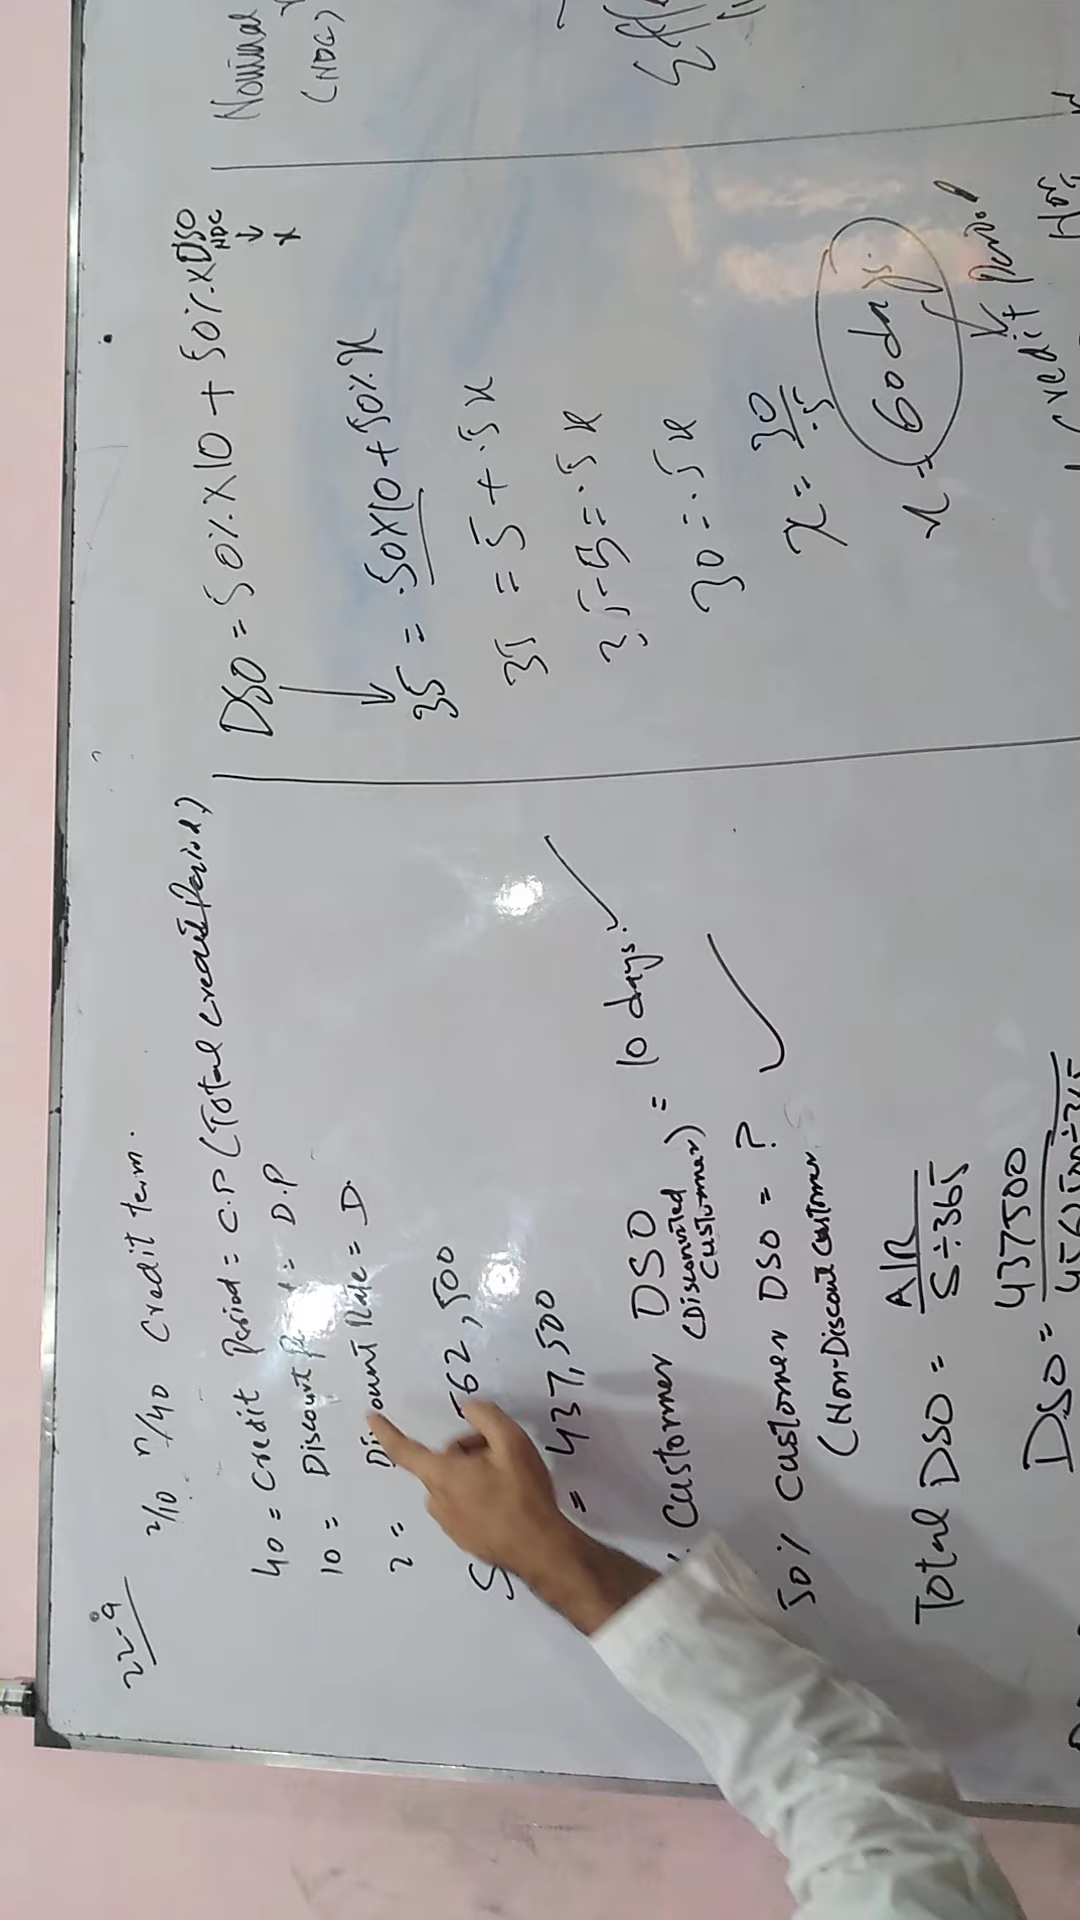 22-9
2/10 n/40 Credit term.
40 = Credit Period = C.P (Total credit Period)
10 = Discount = D.P
2 = Rate = D.
S 562,500
= 437,500
Customer DSO = 10 days.
(Discounted Customer)
50% Customer DSO = ?
(Non-Discount Customer
Total DSO = A/R / S÷365
DSO = 437500 / 4562500÷365
DSO = 50% X 10 + 50% X DSO NDC
x
35 = .50X10 + 50% x
35 = 5 + .5x
35-5 = .5x
30 = .5x
x = 30/.5
x = 60 days.
Credit Period
Nominal
(NDC)